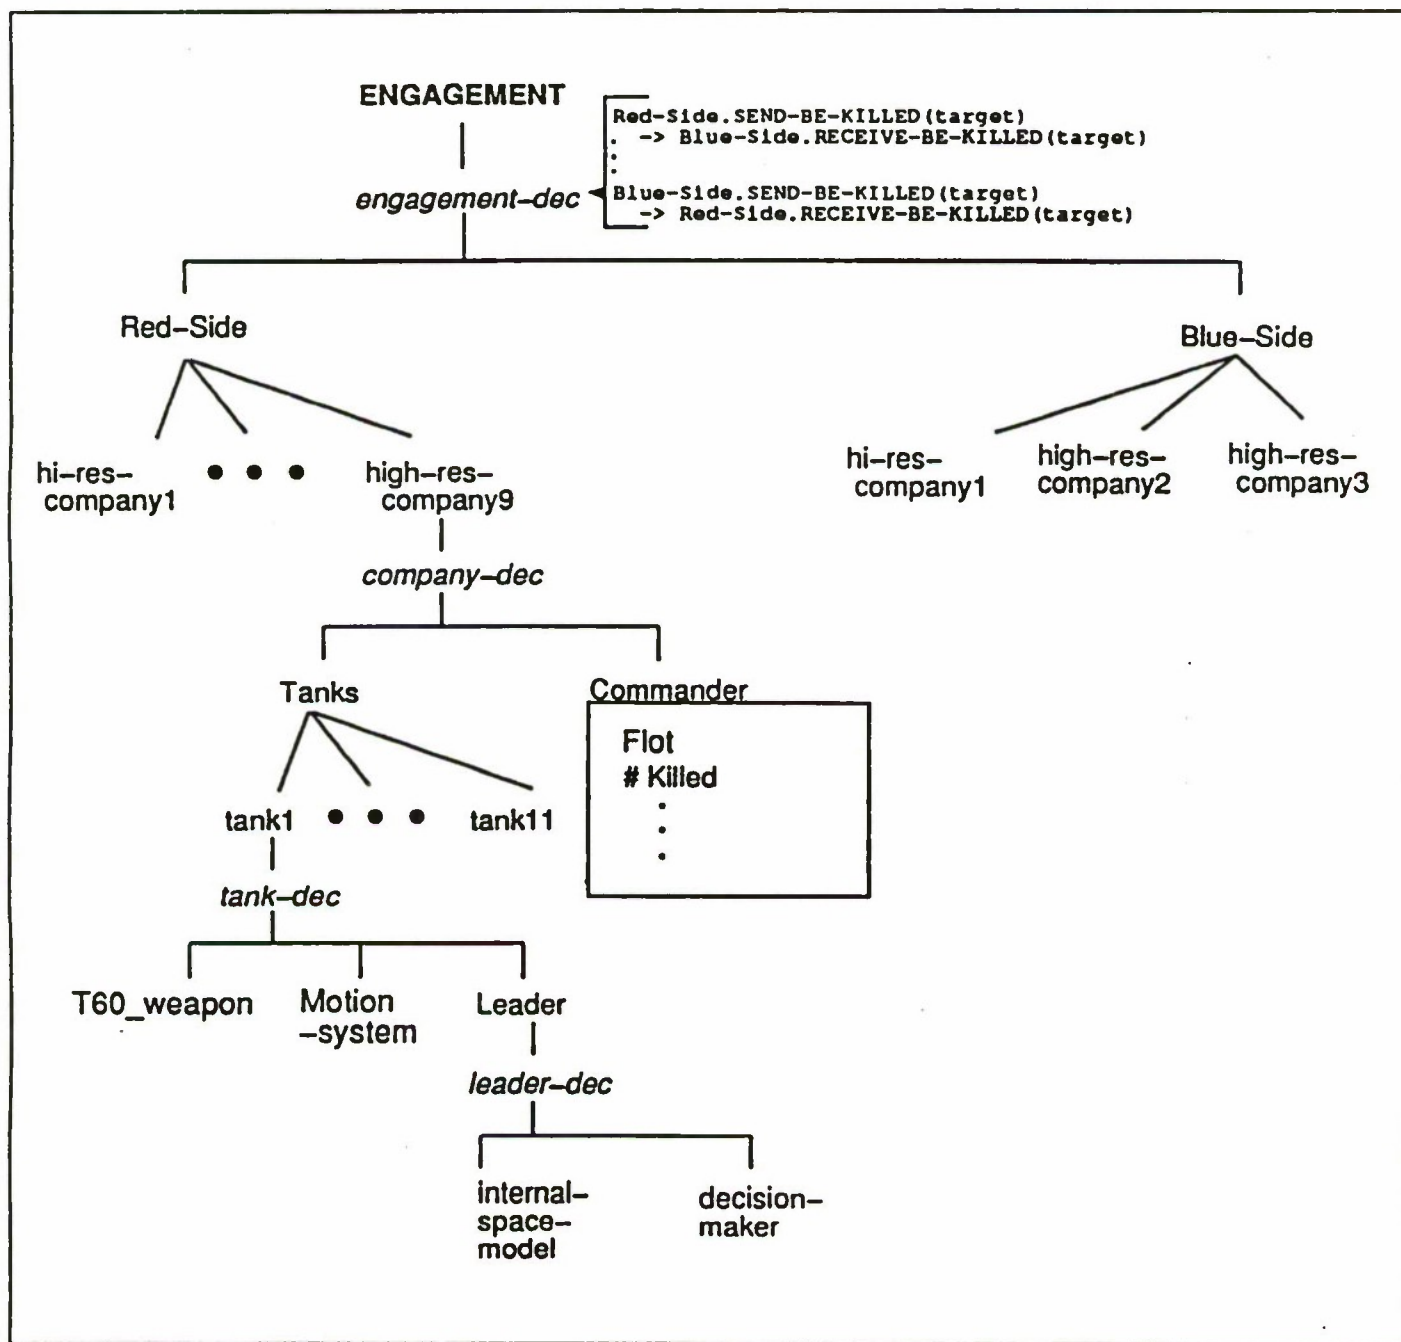 ENGAGEMENT
Red-Side.SEND-BE-KILLED(target)
-> Blue-Side.RECEIVE-BE-KILLED(target)
.
.
.
engagement-dec
Blue-Side.SEND-BE-KILLED(target)
-> Red-Side.RECEIVE-BE-KILLED(target)
Red-Side
Blue-Side
hi-res-
company1
• • •
high-res-
company9
hi-res-
company1
high-res-
company2
high-res-
company3
company-dec
Tanks
Commander
Flot
# Killed
.
.
.
tank1
• • •
tank11
tank-dec
T60_weapon
Motion
-system
Leader
leader-dec
internal-
space-
model
decision-
maker